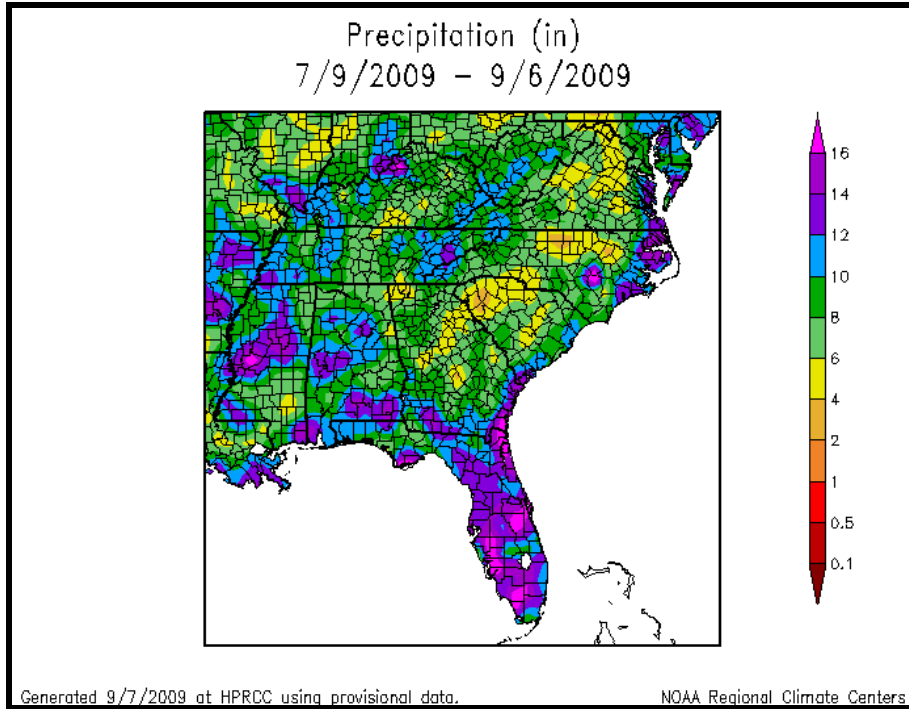 Precipitation (in)
7/9/2009 – 9/6/2009
16
14
12
10
8
6
4
2
1
0.5
0.1
Generated 9/7/2009 at HPRCC using provisional data.
NOAA Regional Climate Centers